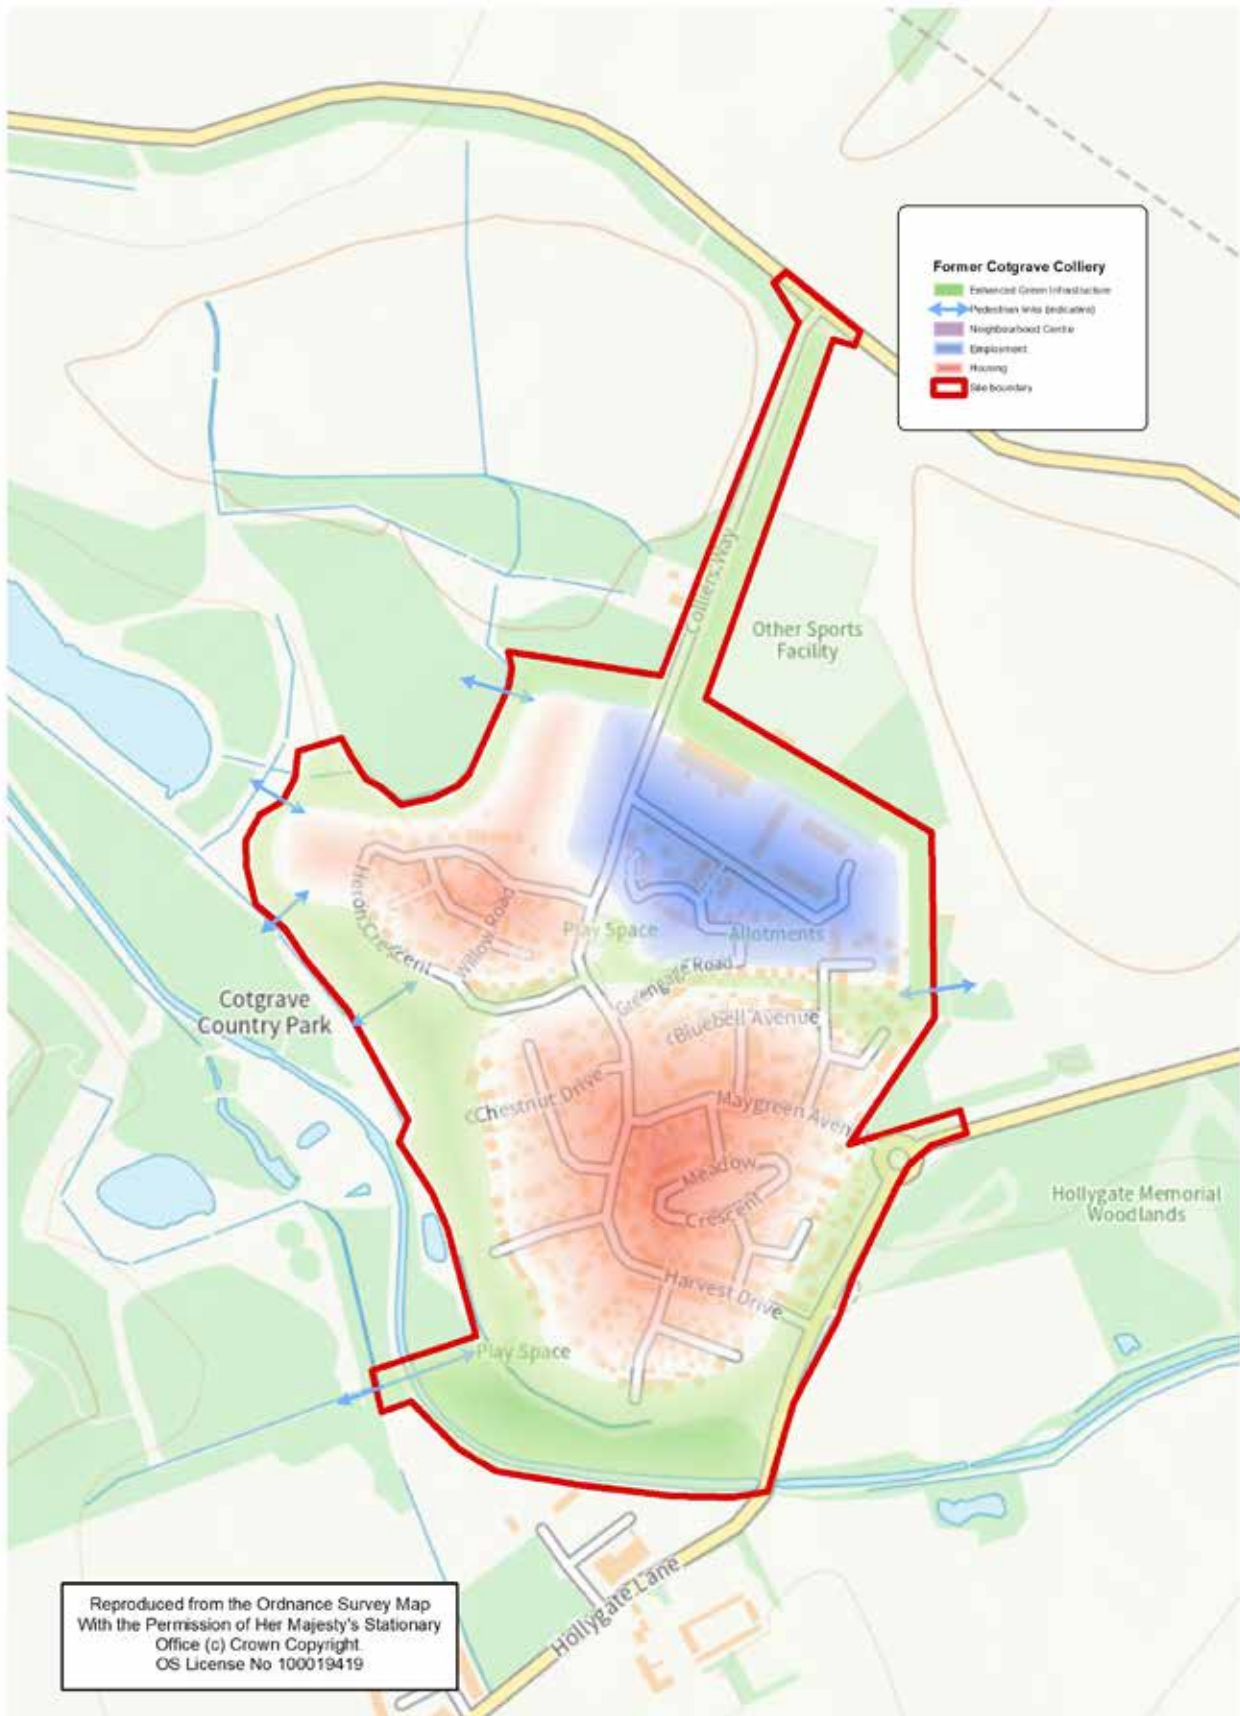 Former Cotgrave Colliery
Enhanced Green Infrastructure
Pedestrian links (indicative)
Neighbourhood Centre
Employment
Housing
Site boundary
Colliers Way
Other Sports
Facility
Heron Crescent
Willow Road
Play Space
Allotments
Greengate Road
Cotgrave
Country Park
Bluebell Avenue
Chestnut Drive
Maygreen Aven
Meadow
Crescent
Hollygate Memorial
Woodlands
Harvest Drive
Play Space
Hollygate Lane
Reproduced from the Ordnance Survey Map
With the Permission of Her Majesty's Stationary
Office (c) Crown Copyright
OS License No 100019419